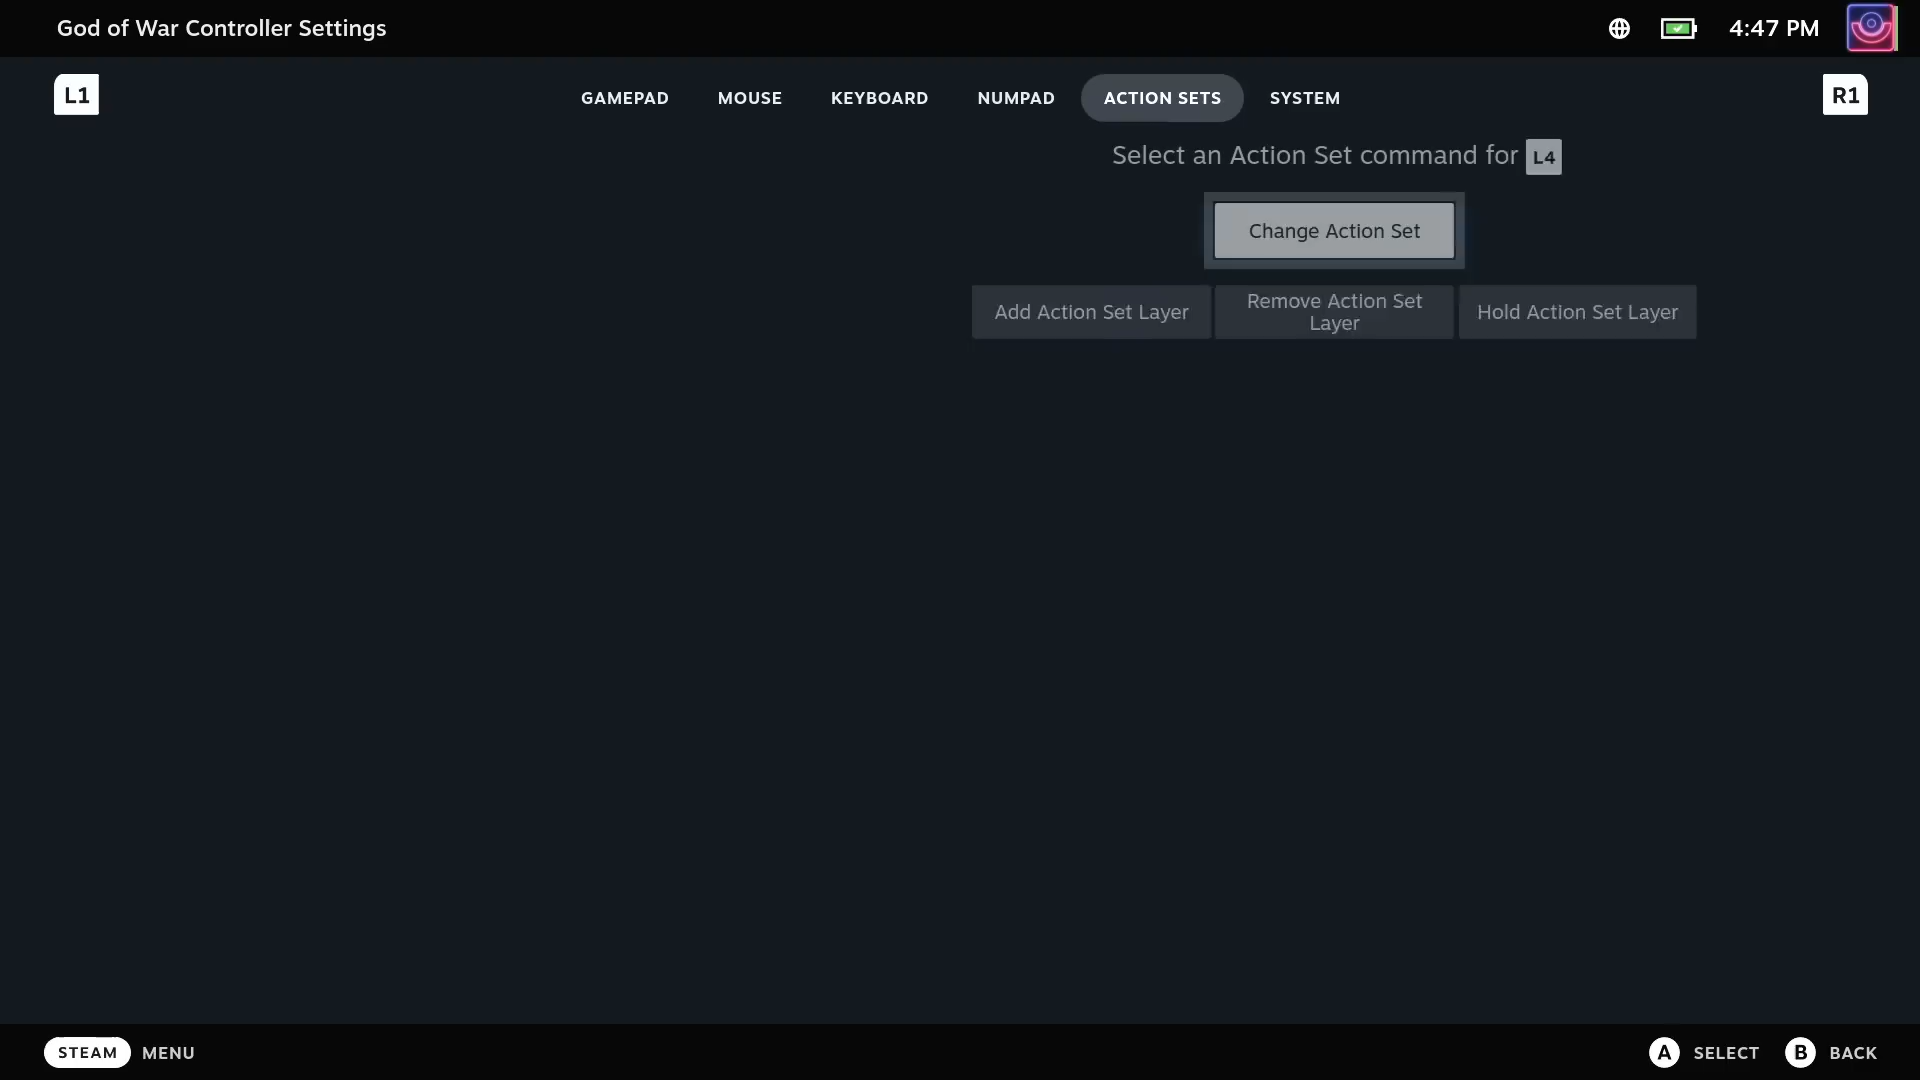 God of War Controller Settings
4:47 PM
L1
GAMEPAD
MOUSE
KEYBOARD
NUMPAD
ACTION SETS
SYSTEM
R1
Select an Action Set command for L4
Change Action Set
Add Action Set Layer
Remove Action Set
Layer
Hold Action Set Layer
STEAM MENU
A SELECT
B BACK